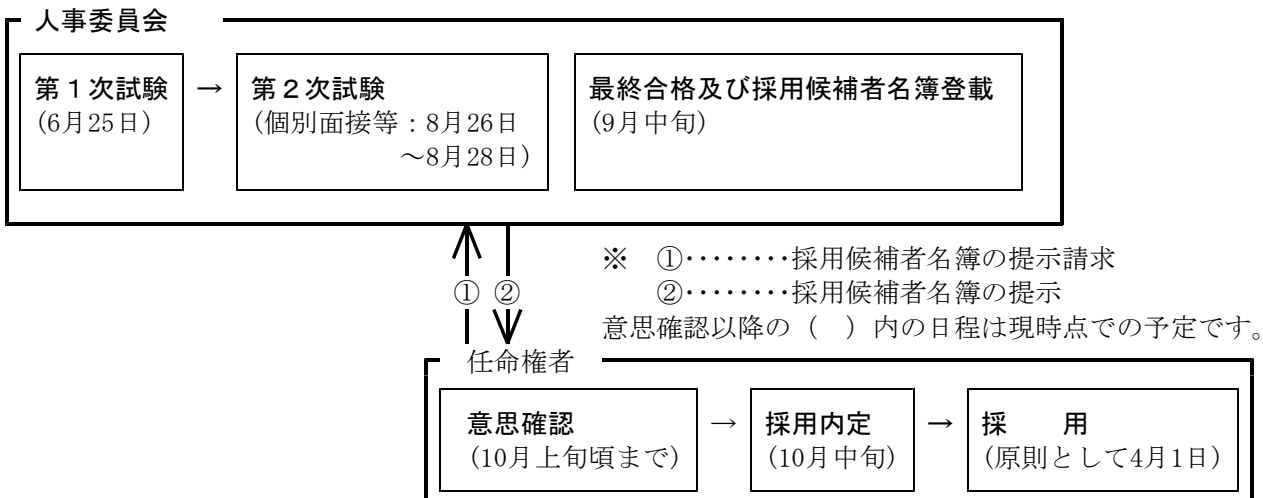 人事委員会
第1次試験
(6月25日)
→
第2次試験
(個別面接等：8月26日
～8月28日)
最終合格及び採用候補者名簿登載
(9月中旬)
① ②
※ ①‥‥‥‥採用候補者名簿の提示請求
②‥‥‥‥採用候補者名簿の提示
意思確認以降の（　）内の日程は現時点での予定です。
任命権者
意思確認
(10月上旬頃まで)
→
採用内定
(10月中旬)
→
採　用
(原則として4月1日)